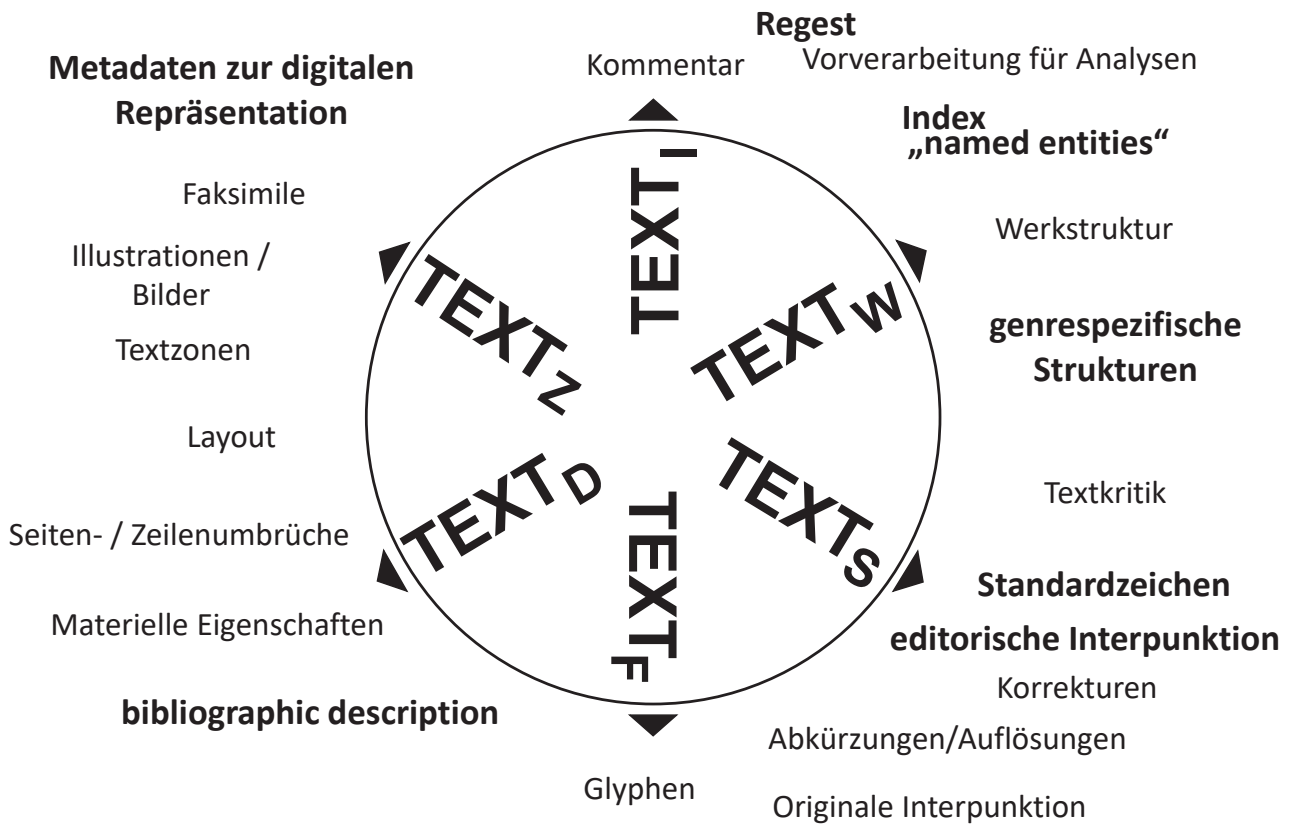 Regest
Kommentar
Vorverarbeitung für Analysen
Metadaten zur digitalen
Repräsentation
Index
„named entities“
Faksimile
Werkstruktur
Illustrationen /
Bilder
Textzonen
genrespezifische
Strukturen
Layout
Textkritik
Seiten- / Zeilenumbrüche
Standardzeichen
Materielle Eigenschaften
editorische Interpunktion
Korrekturen
bibliographic description
Abkürzungen/Auflösungen
Glyphen
Originale Interpunktion
TEXT I
TEXT W
TEXT S
TEXT F
TEXT D
TEXT Z